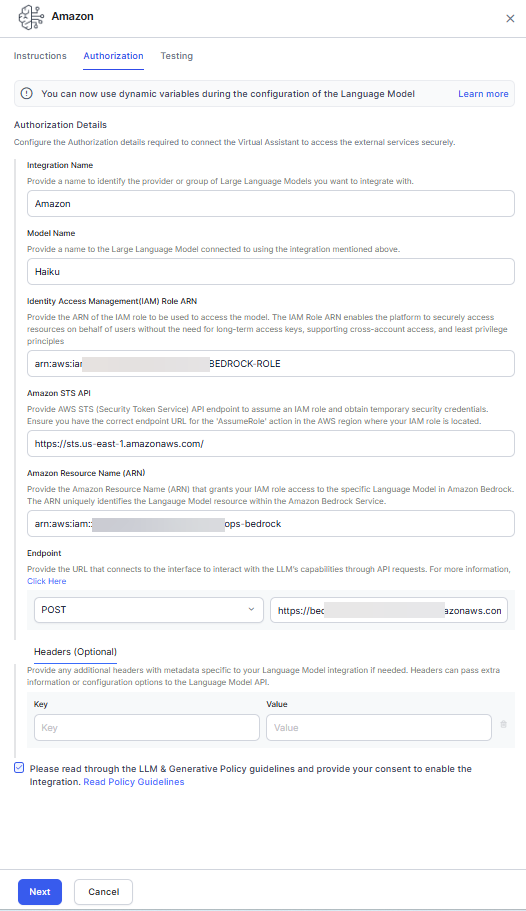 Amazon
Instructions Authorization Testing
You can now use dynamic variables during the configuration of the Language Model Learn more
Authorization Details
Configure the Authorization details required to connect the Virtual Assistant to access the external services securely.
Integration Name
Provide a name to identify the provider or group of Large Language Models you want to integrate with.
Amazon
Model Name
Provide a name to the Large Language Model connected to using the integration mentioned above.
Haiku
Identity Access Management(IAM) Role ARN
Provide the ARN of the IAM role to be used to access the model. The IAM Role ARN enables the platform to securely access
resources on behalf of users without the need for long-term access keys, supporting cross-account access, and least privilege
principles
arn:aws:iar BEDROCK-ROLE
Amazon STS API
Provide AWS STS (Security Token Service) API endpoint to assume an IAM role and obtain temporary security credentials.
Ensure you have the correct endpoint URL for the 'AssumeRole' action in the AWS region where your IAM role is located.
https://sts.us-east-1.amazonaws.com/
Amazon Resource Name (ARN)
Provide the Amazon Resource Name (ARN) that grants your IAM role access to the specific Language Model in Amazon Bedrock.
The ARN uniquely identifies the Langauge Model resource within the Amazon Bedrock Service.
arn:aws:iam:: ops-bedrock
Endpoint
Provide the URL that connects to the interface to interact with the LLM's capabilities through API requests. For more information,
Click Here
POST https://bec azonaws.con
Headers (Optional)
Provide any additional headers with metadata specific to your Language Model integration if needed. Headers can pass extra
information or configuration options to the Language Model API.
Key Value
Key Value
Please read through the LLM & Generative Policy guidelines and provide your consent to enable the
Integration. Read Policy Guidelines
Next Cancel